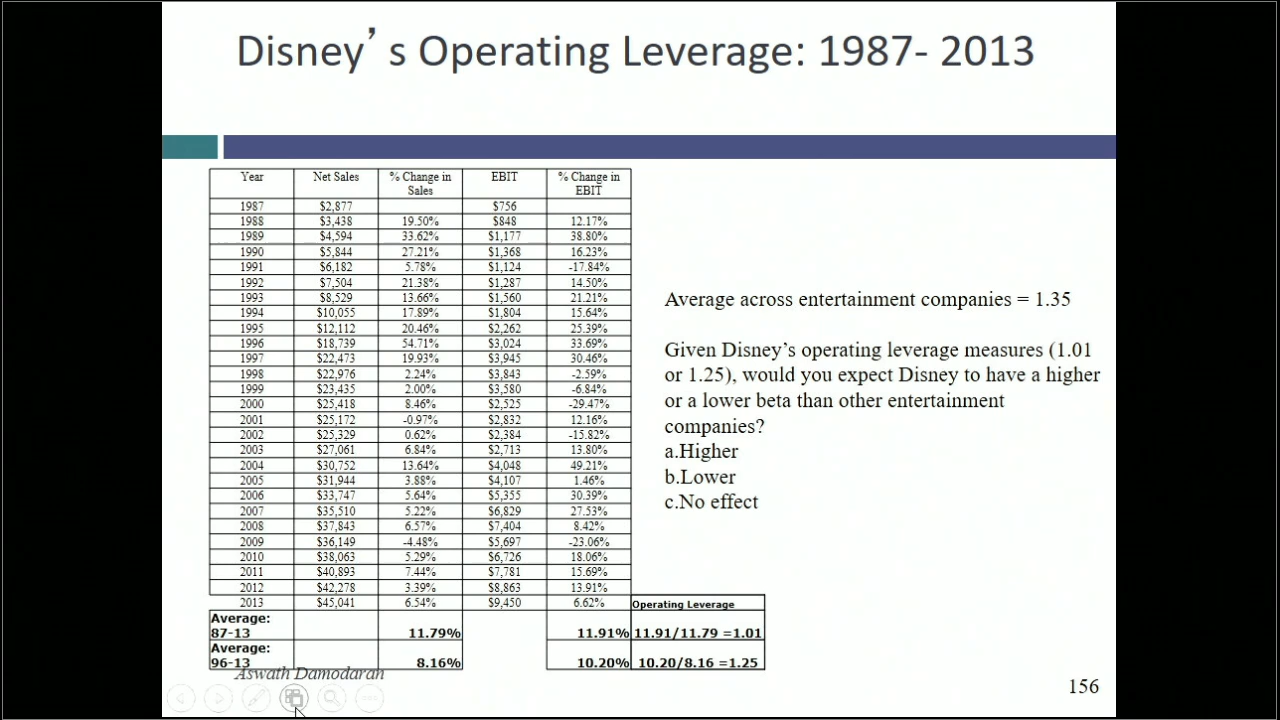 Disney’s Operating Leverage: 1987- 2013
Year Net Sales % Change in Sales EBIT % Change in EBIT
1987 $2,877 $756
1988 $3,438 19.50% $848 12.17%
1989 $4,594 33.62% $1,177 38.80%
1990 $5,844 27.21% $1,368 16.23%
1991 $6,182 5.78% $1,124 -17.84%
1992 $7,504 21.38% $1,287 14.50%
1993 $8,529 13.66% $1,560 21.21%
1994 $10,055 17.89% $1,804 15.64%
1995 $12,112 20.46% $2,262 25.39%
1996 $18,739 54.71% $3,024 33.69%
1997 $22,473 19.93% $3,945 30.46%
1998 $22,976 2.24% $3,843 -2.59%
1999 $23,435 2.00% $3,580 -6.84%
2000 $25,418 8.46% $2,525 -29.47%
2001 $25,172 -0.97% $2,832 12.16%
2002 $25,329 0.62% $2,384 -15.82%
2003 $27,061 6.84% $2,713 13.80%
2004 $30,752 13.64% $4,048 49.21%
2005 $31,944 3.88% $4,107 1.46%
2006 $33,747 5.64% $5,355 30.39%
2007 $35,510 5.22% $6,829 27.53%
2008 $37,843 6.57% $7,404 8.42%
2009 $36,149 -4.48% $5,697 -23.06%
2010 $38,063 5.29% $6,726 18.06%
2011 $40,893 7.44% $7,781 15.69%
2012 $42,278 3.39% $8,863 13.91%
2013 $45,041 6.54% $9,450 6.62% Operating Leverage
Average:
87-13 11.79% 11.91% 11.91/11.79 =1.01
Average:
96-13 8.16% 10.20% 10.20/8.16 =1.25
Average across entertainment companies = 1.35
Given Disney’s operating leverage measures (1.01
or 1.25), would you expect Disney to have a higher
or a lower beta than other entertainment
companies?
a.Higher
b.Lower
c.No effect
Aswath Damodaran
156